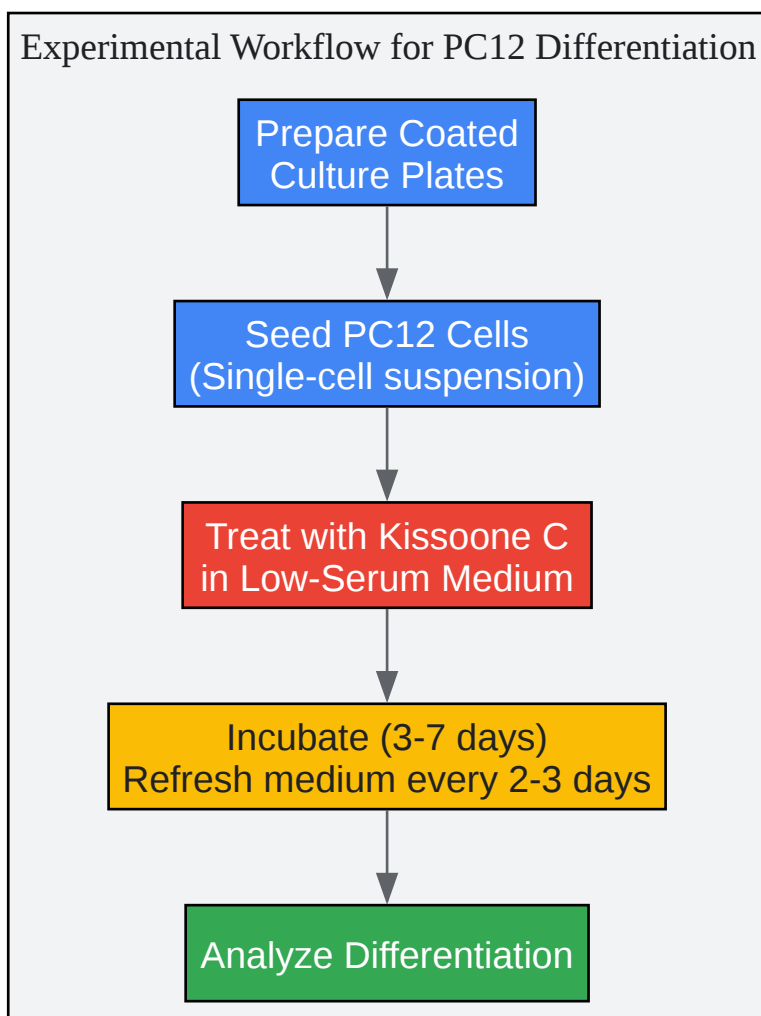 Experimental Workflow for PC12 Differentiation
Prepare Coated
Culture Plates
Seed PC12 Cells
(Single-cell suspension)
Treat with Kissoone C
in Low-Serum Medium
Incubate (3-7 days)
Refresh medium every 2-3 days
Analyze Differentiation